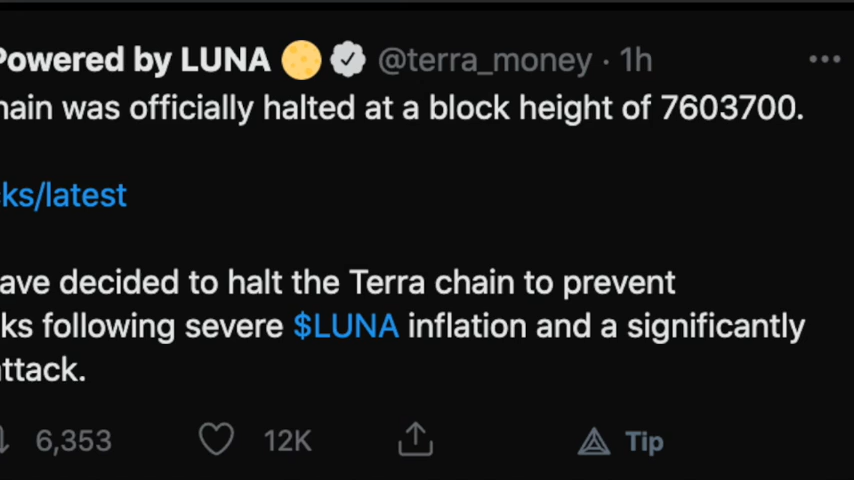 Powered by LUNA @terra_money · 1h
hain was officially halted at a block height of 7603700.
ks/latest
ave decided to halt the Terra chain to prevent
ks following severe $LUNA inflation and a significantly
attack.
6,353 12K Tip